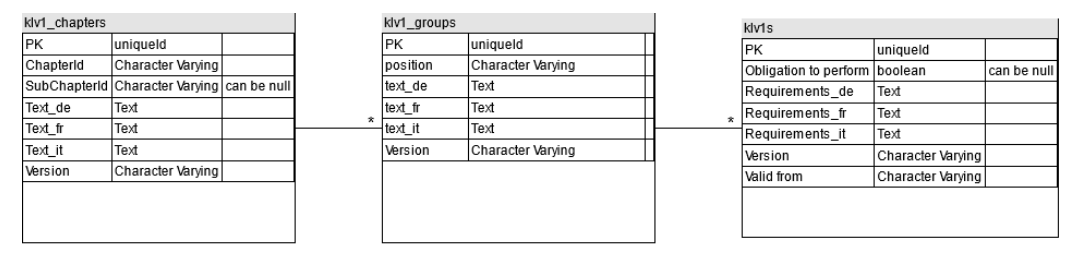 klv1_chapters
PK uniqueId
ChapterId Character Varying
SubChapterId Character Varying can be null
Text_de Text
Text_fr Text
Text_it Text
Version Character Varying
*
klv1_groups
PK uniqueId
position Character Varying
text_de Text
text_fr Text
text_it Text
Version Character Varying
*
klv1s
PK uniqueId
Obligation to perform boolean can be null
Requirements_de Text
Requirements_fr Text
Requirements_it Text
Version Character Varying
Valid from Character Varying